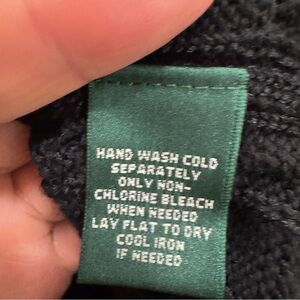 HAND WASH COLD
SEPARATELY
ONLY NON-
CHLORINE BLEACH
WHEN NEEDED
LAY FLAT TO DRY
COOL IRON
IF NEEDED